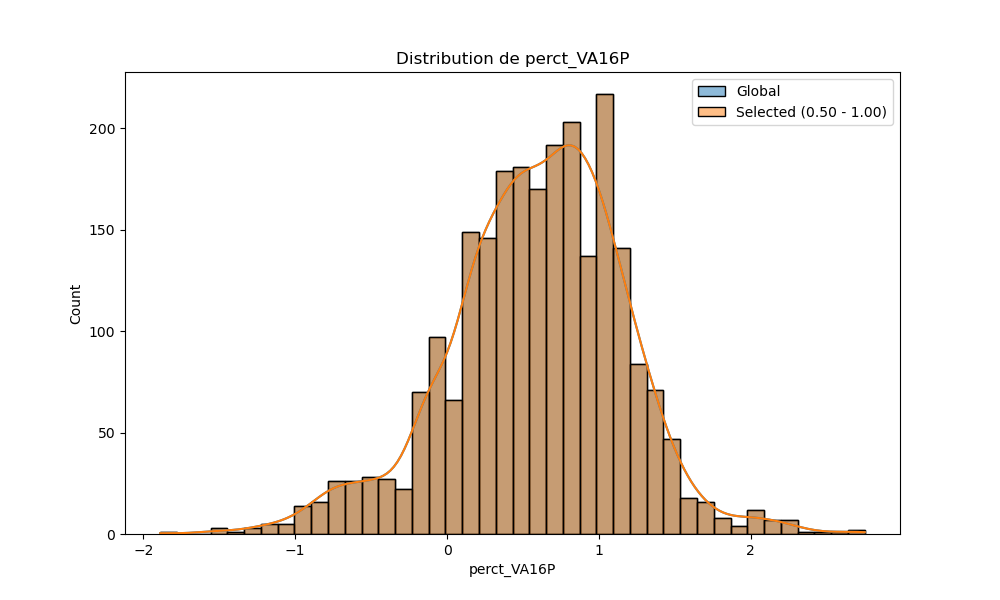 Distribution de perct_VA16P
Global
Selected (0.50 - 1.00)
200
150
100
50
0
Count
−2
−1
0
1
2
perct_VA16P